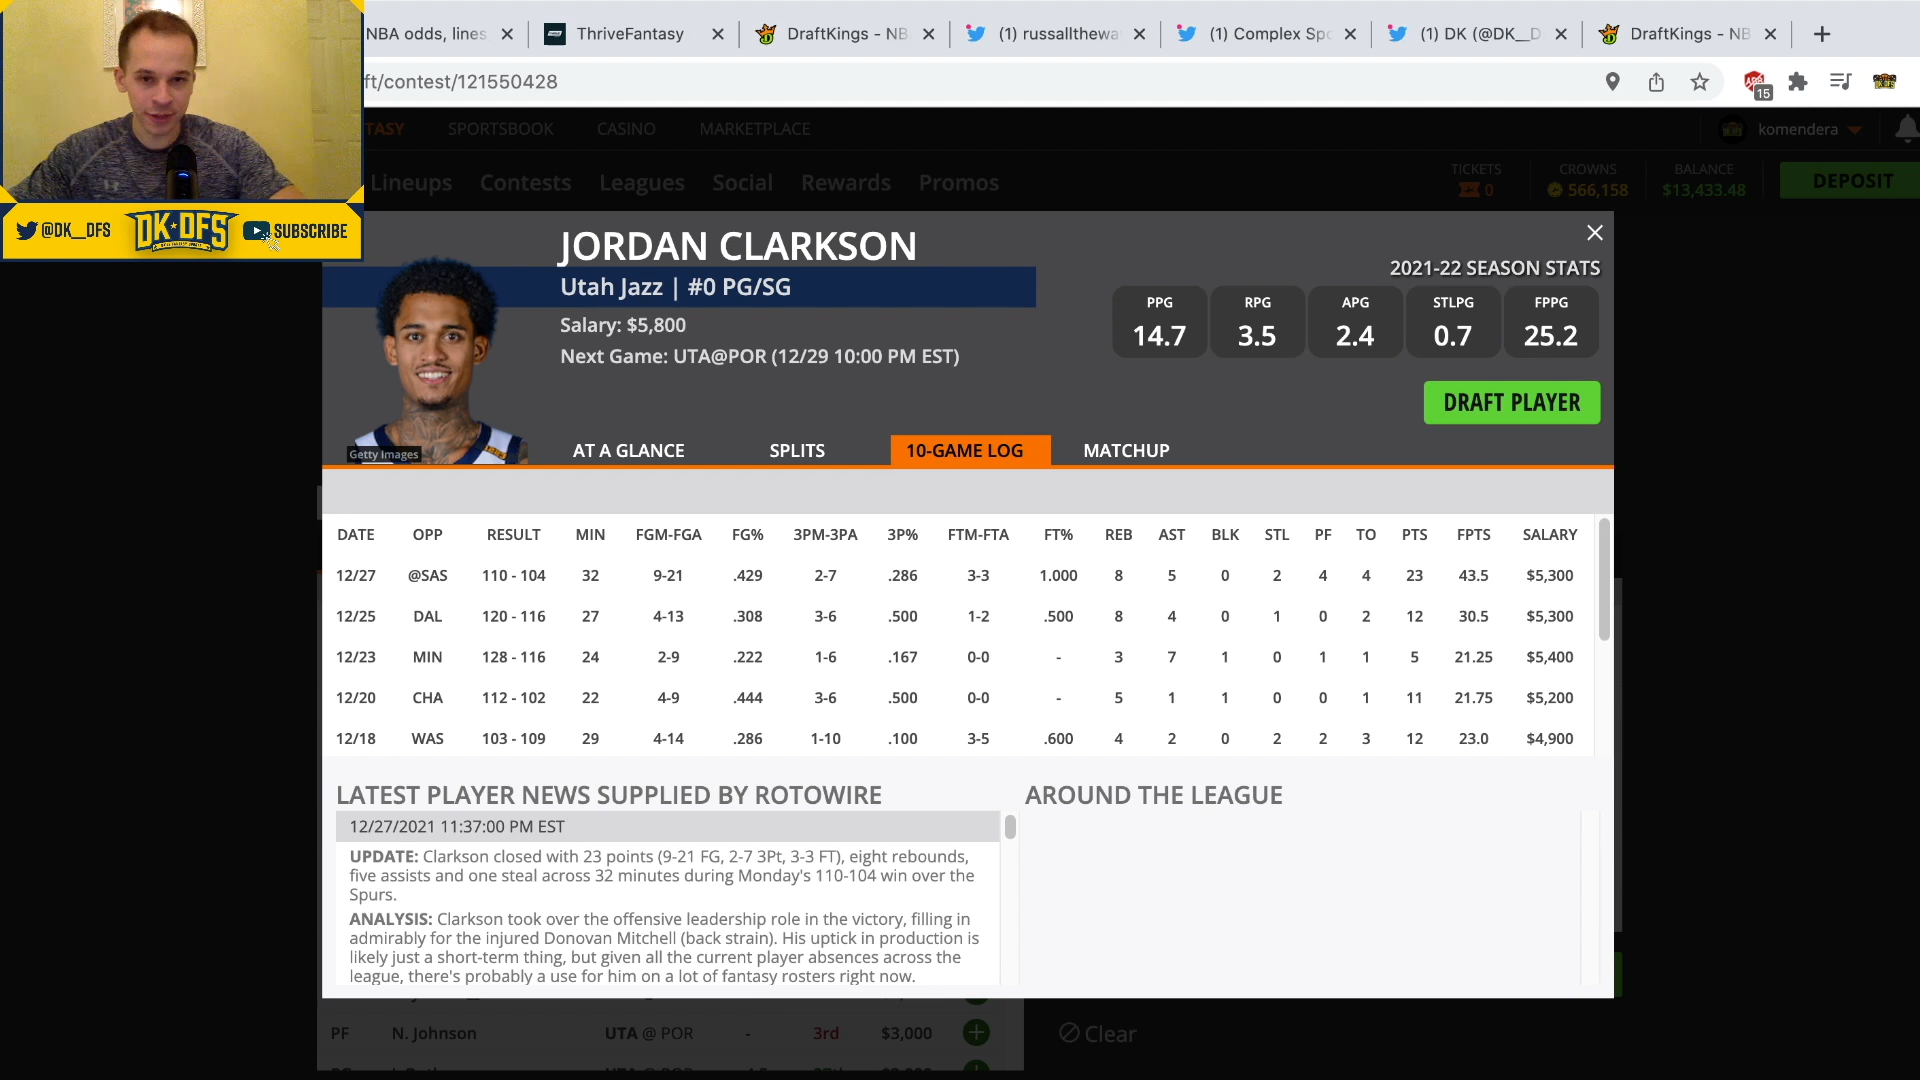 NBA odds, lines
ThriveFantasy
DraftKings - NB
(1) russallthewa
(1) Complex Spo
(1) DK (@DK__D
DraftKings - NB
ft/contest/121550428
15
TASY
SPORTSBOOK
CASINO
MARKETPLACE
komendera
Lineups
Contests
Leagues
Social
Rewards
Promos
TICKETS
0
CROWNS
566,158
BALANCE
$13,433.48
DEPOSIT
@DK__DFS
DK DFS
SUBSCRIBE
JORDAN CLARKSON
Utah Jazz | #0 PG/SG
Salary: $5,800
Next Game: UTA@POR (12/29 10:00 PM EST)
Getty Images
2021-22 SEASON STATS
PPG RPG APG STLPG FPPG
14.7 3.5 2.4 0.7 25.2
DRAFT PLAYER
AT A GLANCE SPLITS 10-GAME LOG MATCHUP
DATE OPP RESULT MIN FGM-FGA FG% 3PM-3PA 3P% FTM-FTA FT% REB AST BLK STL PF TO PTS FPTS SALARY
12/27 @SAS 110 - 104 32 9-21 .429 2-7 .286 3-3 1.000 8 5 0 2 4 4 23 43.5 $5,300
12/25 DAL 120 - 116 27 4-13 .308 3-6 .500 1-2 .500 8 4 0 1 0 2 12 30.5 $5,300
12/23 MIN 128 - 116 24 2-9 .222 1-6 .167 0-0 - 3 7 1 0 1 1 5 21.25 $5,400
12/20 CHA 112 - 102 22 4-9 .444 3-6 .500 0-0 - 5 1 1 0 0 1 11 21.75 $5,200
12/18 WAS 103 - 109 29 4-14 .286 1-10 .100 3-5 .600 4 2 0 2 2 3 12 23.0 $4,900
LATEST PLAYER NEWS SUPPLIED BY ROTOWIRE
12/27/2021 11:37:00 PM EST
UPDATE: Clarkson closed with 23 points (9-21 FG, 2-7 3Pt, 3-3 FT), eight rebounds,
five assists and one steal across 32 minutes during Monday's 110-104 win over the
Spurs.
ANALYSIS: Clarkson took over the offensive leadership role in the victory, filling in
admirably for the injured Donovan Mitchell (back strain). His uptick in production is
likely just a short-term thing, but given all the current player absences across the
league, there's probably a use for him on a lot of fantasy rosters right now.
AROUND THE LEAGUE
PF N. Johnson UTA @ POR - 3rd $3,000
Clear